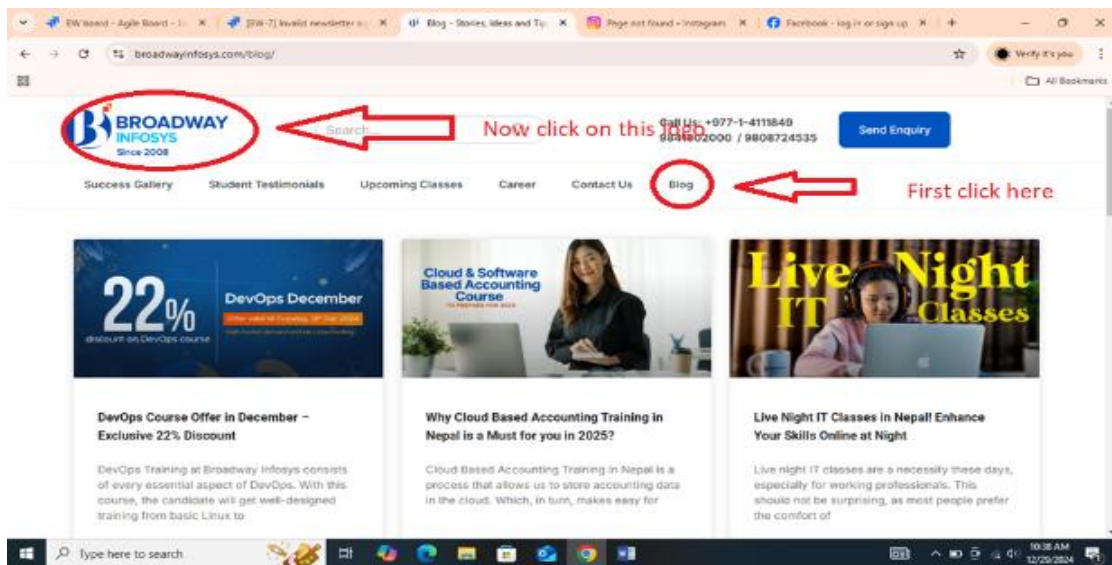 EW board - Agile Board - Ji
[EW-7] Invalid newsletter su
Blog - Stories, Ideas and Tip
Page not found • Instagram
Facebook - log in or sign up
broadwayinfosys.com/blog/
Verify it's you
All Bookmarks
BROADWAY
INFOSYS
Since 2008
Search...
Now click on this logo
Call Us: +977-1-4111849
9841002000 / 9808724535
Send Enquiry
Success Gallery Student Testimonials Upcoming Classes Career Contact Us Blog
First click here
22%
discount on DevOps course
DevOps December
Cloud & Software
Based Accounting
Course
Live Night
IT Classes
DevOps Course Offer in December –
Exclusive 22% Discount
Why Cloud Based Accounting Training in
Nepal is a Must for you in 2025?
Live Night IT Classes in Nepal! Enhance
Your Skills Online at Night
DevOps Training at Broadway Infosys consists
of every essential aspect of DevOps. With this
course, the candidate will get well-designed
training from basic Linux to
Cloud Based Accounting Training in Nepal is a
process that allows us to store accounting data
in the cloud. Which, in turn, makes easy for
Live night IT classes are a necessity these days,
especially for working professionals. This
should not be surprising, as most people prefer
the comfort of
Type here to search
10:38 AM
12/29/2024